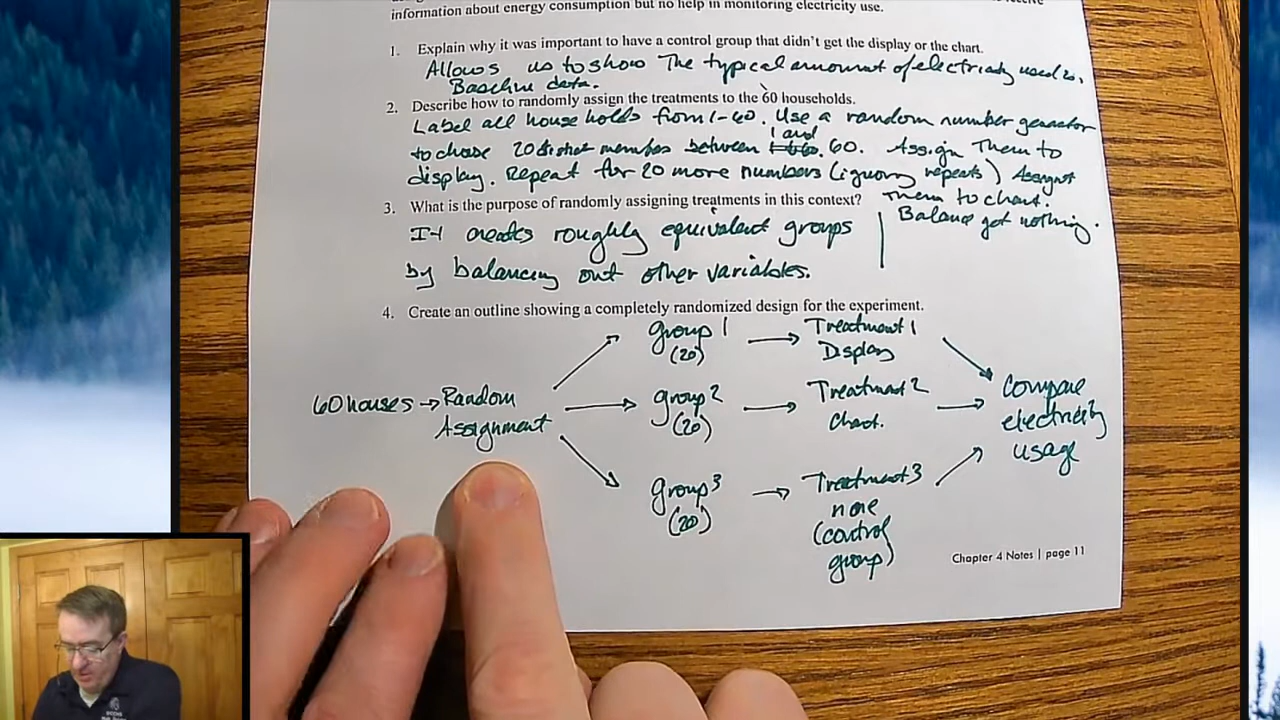 information about energy consumption but no help in monitoring electricity use.
1. Explain why it was important to have a control group that didn't get the display or the chart.
Allows us to show The typical amount of electricity used is.
Baseline data.
2. Describe how to randomly assign the treatments to the 60 households.
Label all households from 1-60. Use a random number
to choose 20 between 1 and 60. Assign Them to
display. Repeat for 20 more numbers (ignoring repeats)
Them to chart.
3. What is the purpose of randomly assigning treatments in this context?
Balance get nothing.
It creates roughly equivalent groups
by balancing out other variables.
4. Create an outline showing a completely randomized design for the experiment.
60 houses → Random
Assignment
group 1
(20)
Treatment 1
Display
group 2
(20)
Treatment 2
chart.
group 3
(20)
Treatment 3
none
(control
group)
Compare
electricity
usage
Chapter 4 Notes | page 11